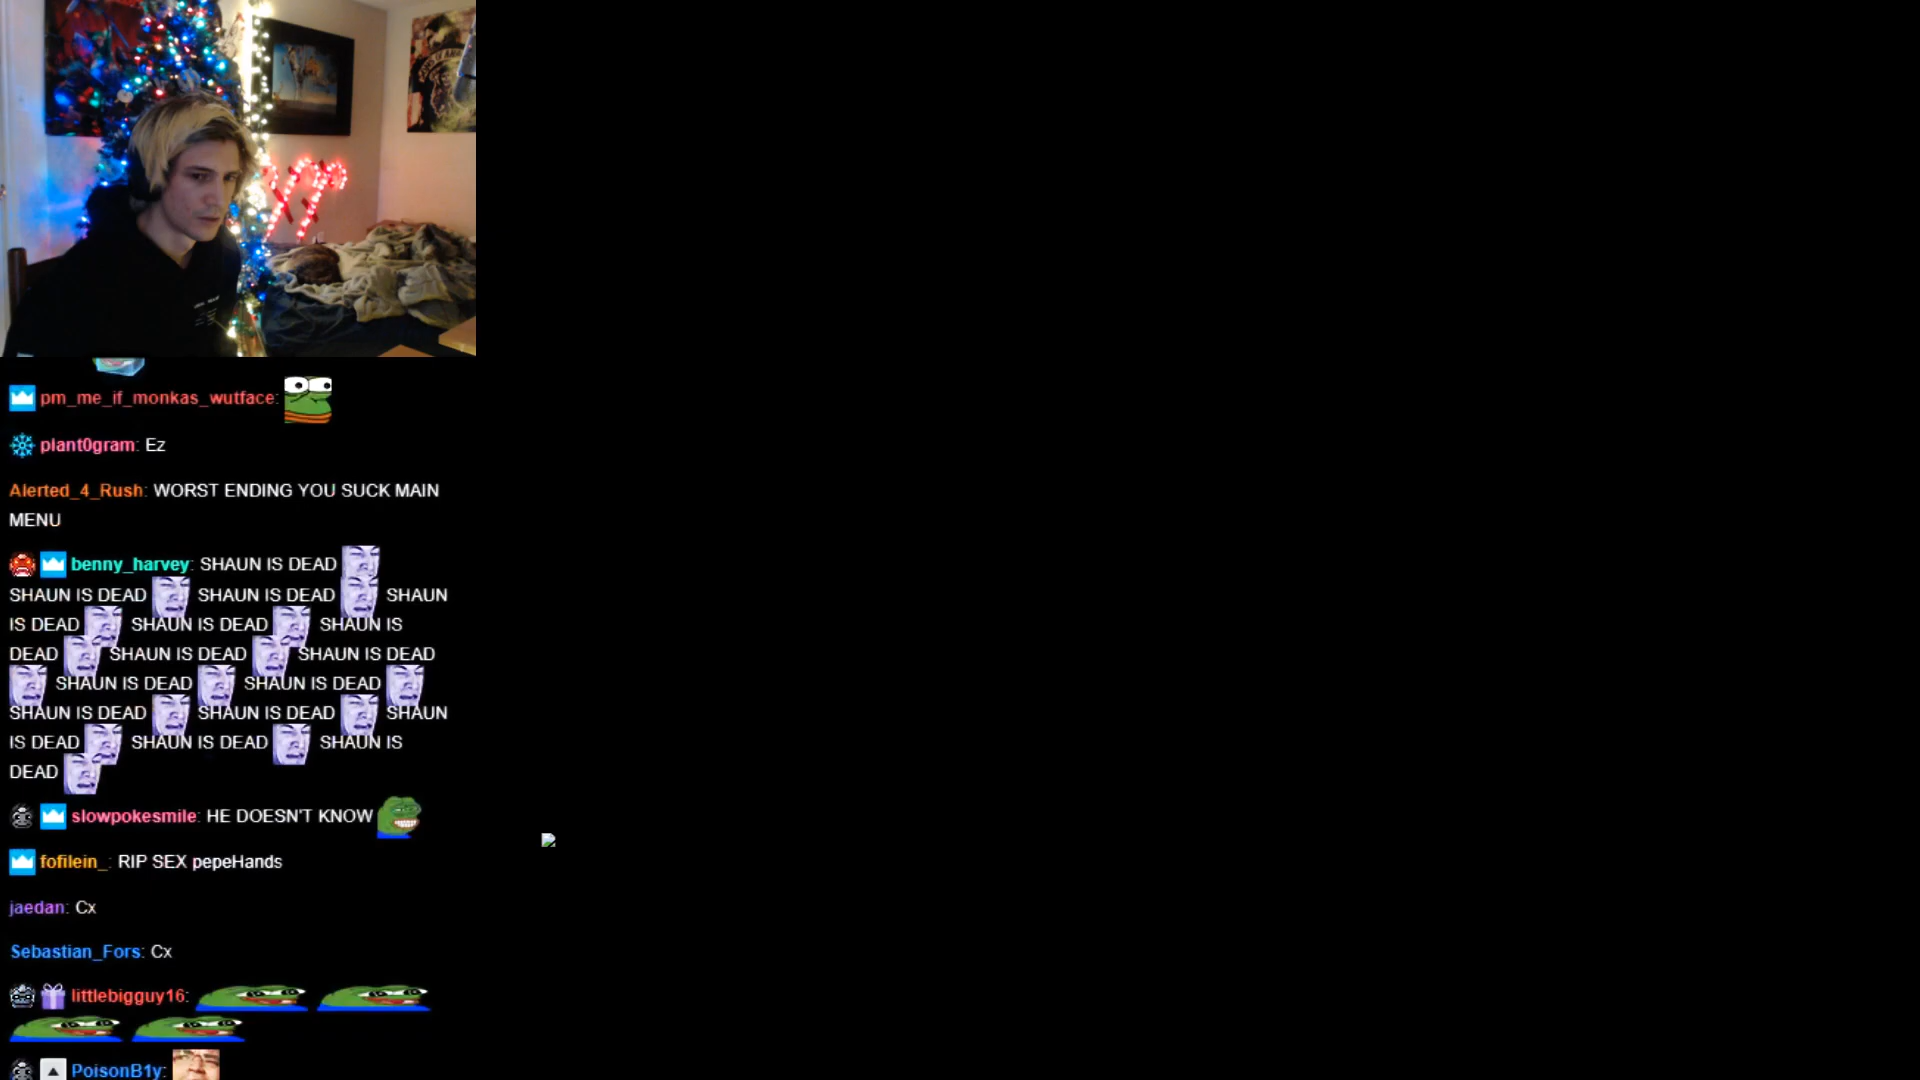 pm_me_if_monkas_wutface:
plant0gram: Ez
Alerted_4_Rush: WORST ENDING YOU SUCK MAIN
MENU
benny_harvey: SHAUN IS DEAD
SHAUN IS DEAD SHAUN IS DEAD SHAUN
IS DEAD SHAUN IS DEAD SHAUN IS
DEAD SHAUN IS DEAD SHAUN IS DEAD
SHAUN IS DEAD SHAUN IS DEAD
SHAUN IS DEAD SHAUN IS DEAD SHAUN
IS DEAD SHAUN IS DEAD SHAUN IS
DEAD
slowpokesmile: HE DOESN'T KNOW
fofilein_: RIP SEX pepeHands
jaedan: Cx
Sebastian_Fors: Cx
littlebigguy16:
PoisonB1y: